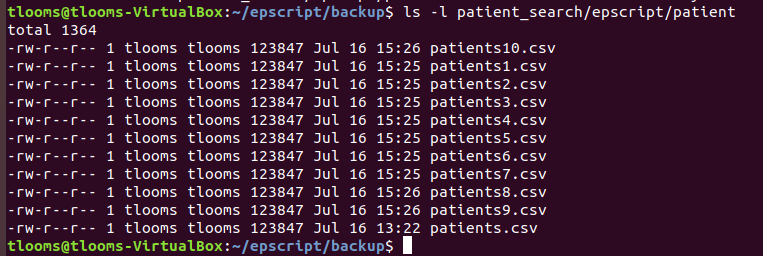 tlooms@tlooms-VirtualBox:~/epscript/backup$ ls -l patient_search/epscript/patient
total 1364
-rw-r--r-- 1 tlooms tlooms 123847 Jul 16 15:26 patients10.csv
-rw-r--r-- 1 tlooms tlooms 123847 Jul 16 15:25 patients1.csv
-rw-r--r-- 1 tlooms tlooms 123847 Jul 16 15:25 patients2.csv
-rw-r--r-- 1 tlooms tlooms 123847 Jul 16 15:25 patients3.csv
-rw-r--r-- 1 tlooms tlooms 123847 Jul 16 15:25 patients4.csv
-rw-r--r-- 1 tlooms tlooms 123847 Jul 16 15:25 patients5.csv
-rw-r--r-- 1 tlooms tlooms 123847 Jul 16 15:25 patients6.csv
-rw-r--r-- 1 tlooms tlooms 123847 Jul 16 15:25 patients7.csv
-rw-r--r-- 1 tlooms tlooms 123847 Jul 16 15:26 patients8.csv
-rw-r--r-- 1 tlooms tlooms 123847 Jul 16 15:26 patients9.csv
-rw-r--r-- 1 tlooms tlooms 123847 Jul 16 13:22 patients.csv
tlooms@tlooms-VirtualBox:~/epscript/backup$